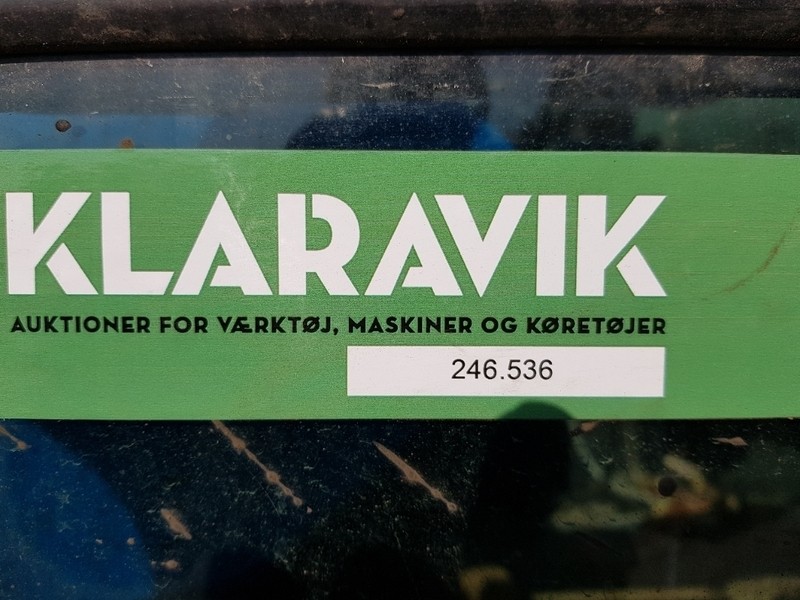 KLARAVIK
AUKTIONER FOR VÆRKTØJ, MASKINER OG KØRETØJER
246.536